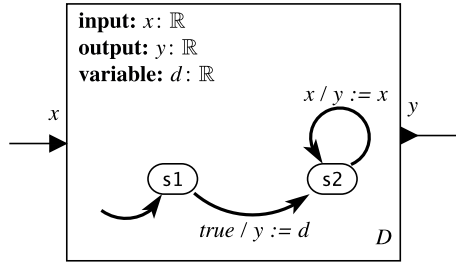 input: x: ℝ
output: y: ℝ
variable: d: ℝ
x / y := x
x
y
s1
s2
true / y := d
D